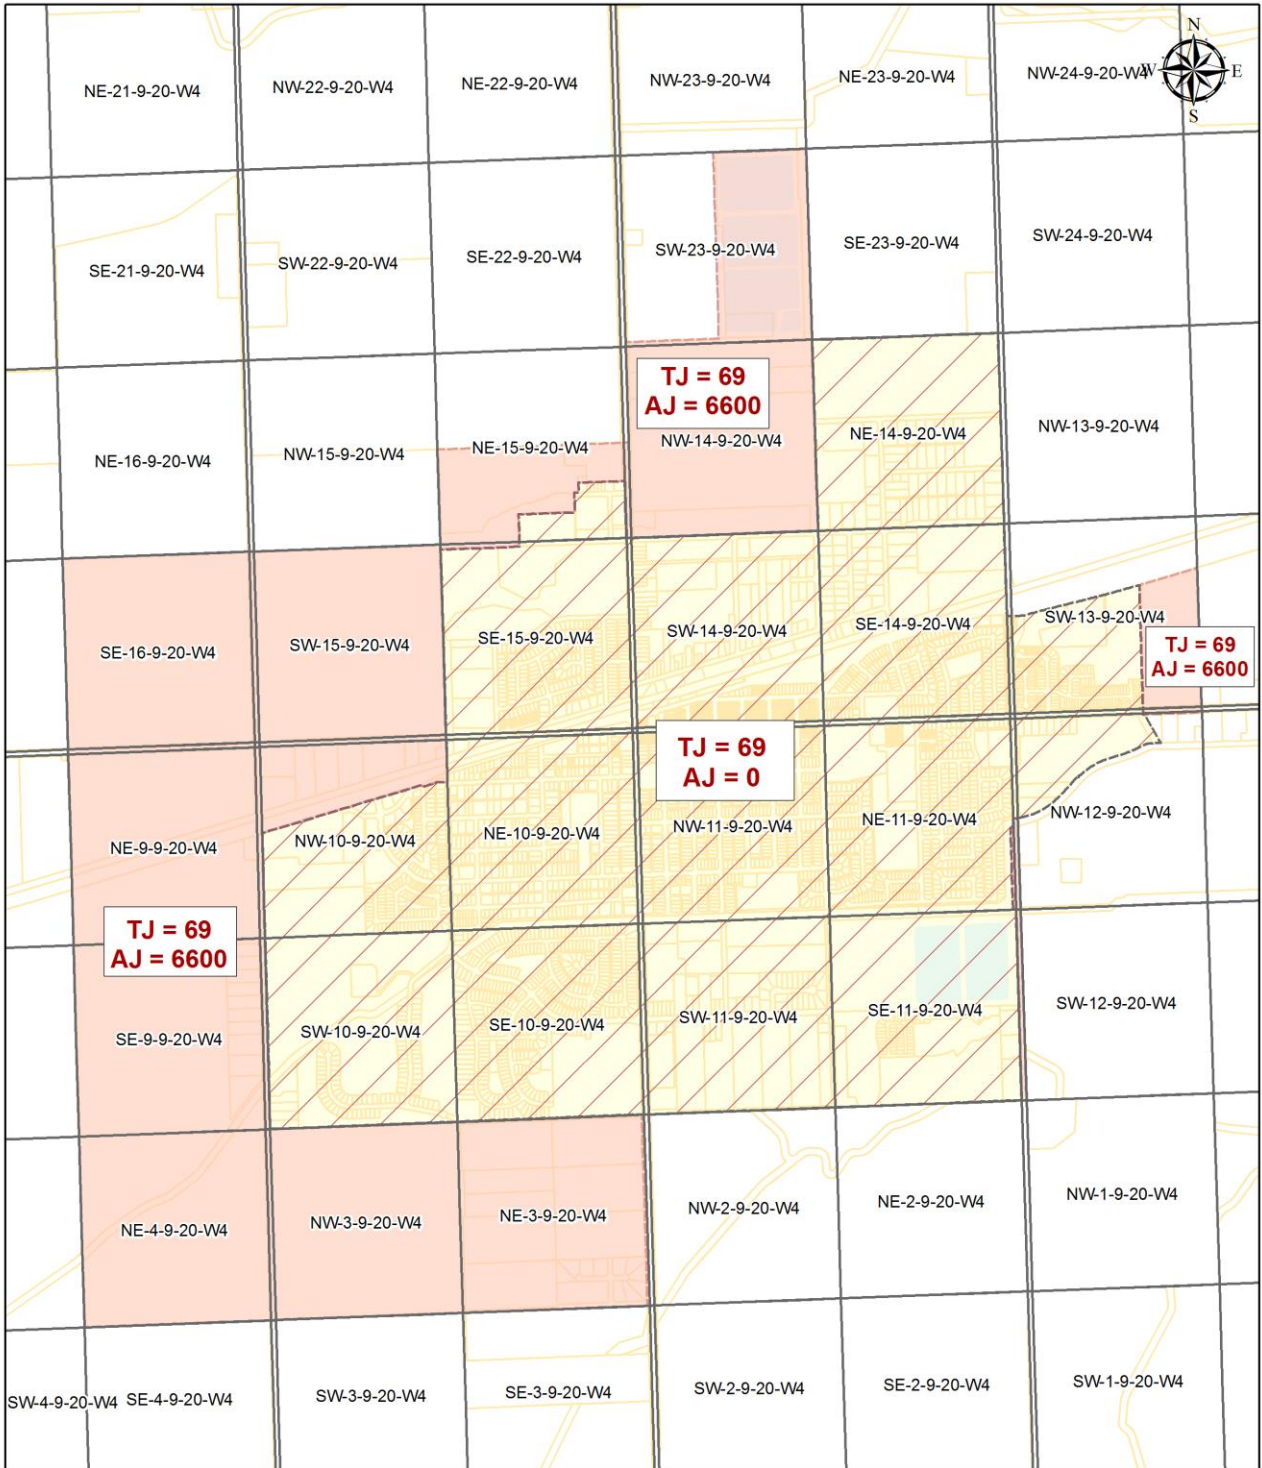 N
W
E
S
NE-21-9-20-W4
NW-22-9-20-W4
NE-22-9-20-W4
NW-23-9-20-W4
NE-23-9-20-W4
NW-24-9-20-W4
SE-21-9-20-W4
SW-22-9-20-W4
SE-22-9-20-W4
SW-23-9-20-W4
SE-23-9-20-W4
SW-24-9-20-W4
TJ = 69
AJ = 6600
NE-16-9-20-W4
NW-15-9-20-W4
NE-15-9-20-W4
NW-14-9-20-W4
NE-14-9-20-W4
NW-13-9-20-W4
SE-16-9-20-W4
SW-15-9-20-W4
SE-15-9-20-W4
SW-14-9-20-W4
SE-14-9-20-W4
SW-13-9-20-W4
TJ = 69
AJ = 6600
TJ = 69
AJ = 0
NE-9-9-20-W4
NW-10-9-20-W4
NE-10-9-20-W4
NW-11-9-20-W4
NE-11-9-20-W4
NW-12-9-20-W4
TJ = 69
AJ = 6600
SE-9-9-20-W4
SW-10-9-20-W4
SE-10-9-20-W4
SW-11-9-20-W4
SE-11-9-20-W4
SW-12-9-20-W4
NE-4-9-20-W4
NW-3-9-20-W4
NE-3-9-20-W4
NW-2-9-20-W4
NE-2-9-20-W4
NW-1-9-20-W4
SW-4-9-20-W4
SE-4-9-20-W4
SW-3-9-20-W4
SE-3-9-20-W4
SW-2-9-20-W4
SE-2-9-20-W4
SW-1-9-20-W4